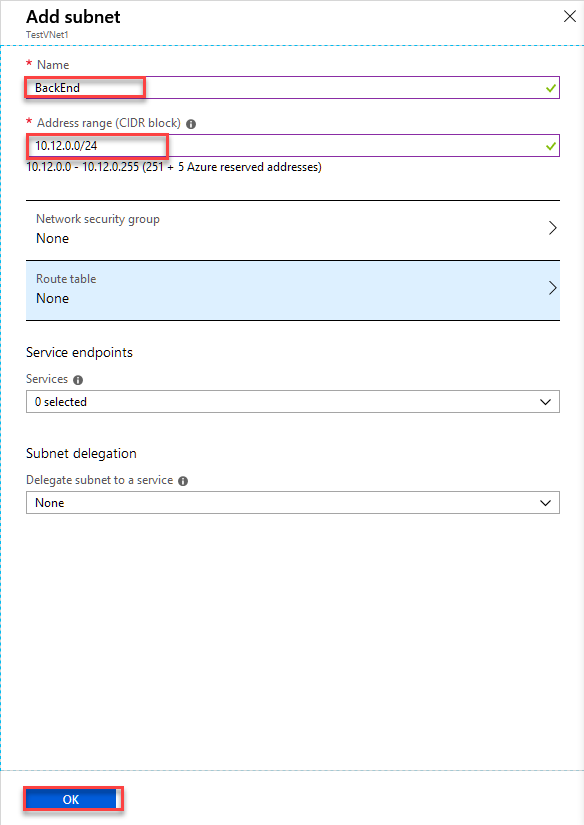 Add subnet
TestVNet1
* Name
BackEnd
* Address range (CIDR block)
10.12.0.0/24
10.12.0.0 - 10.12.0.255 (251 + 5 Azure reserved addresses)
Network security group
None
Route table
None
Service endpoints
Services
0 selected
Subnet delegation
Delegate subnet to a service
None
OK